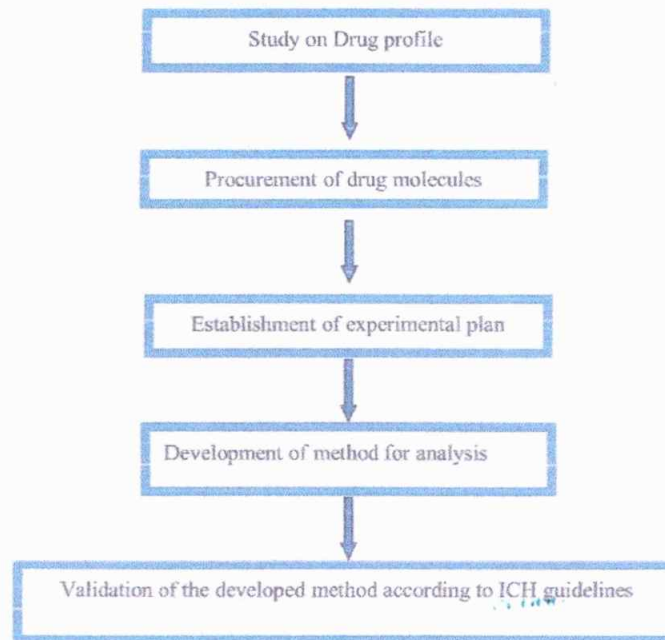 Study on Drug profile
Procurement of drug molecules
Establishment of experimental plan
Development of method for analysis
Validation of the developed method according to ICH guidelines